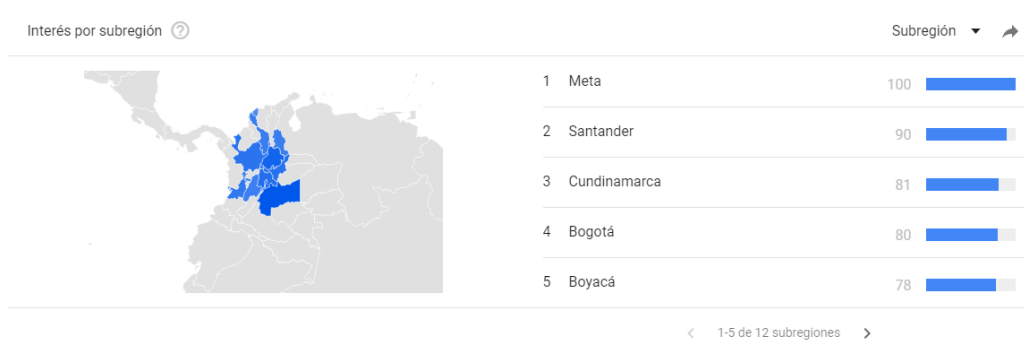 Interés por subregión
Subregión
1 Meta 100
2 Santander 90
3 Cundinamarca 81
4 Bogotá 80
5 Boyacá 78
1-5 de 12 subregiones